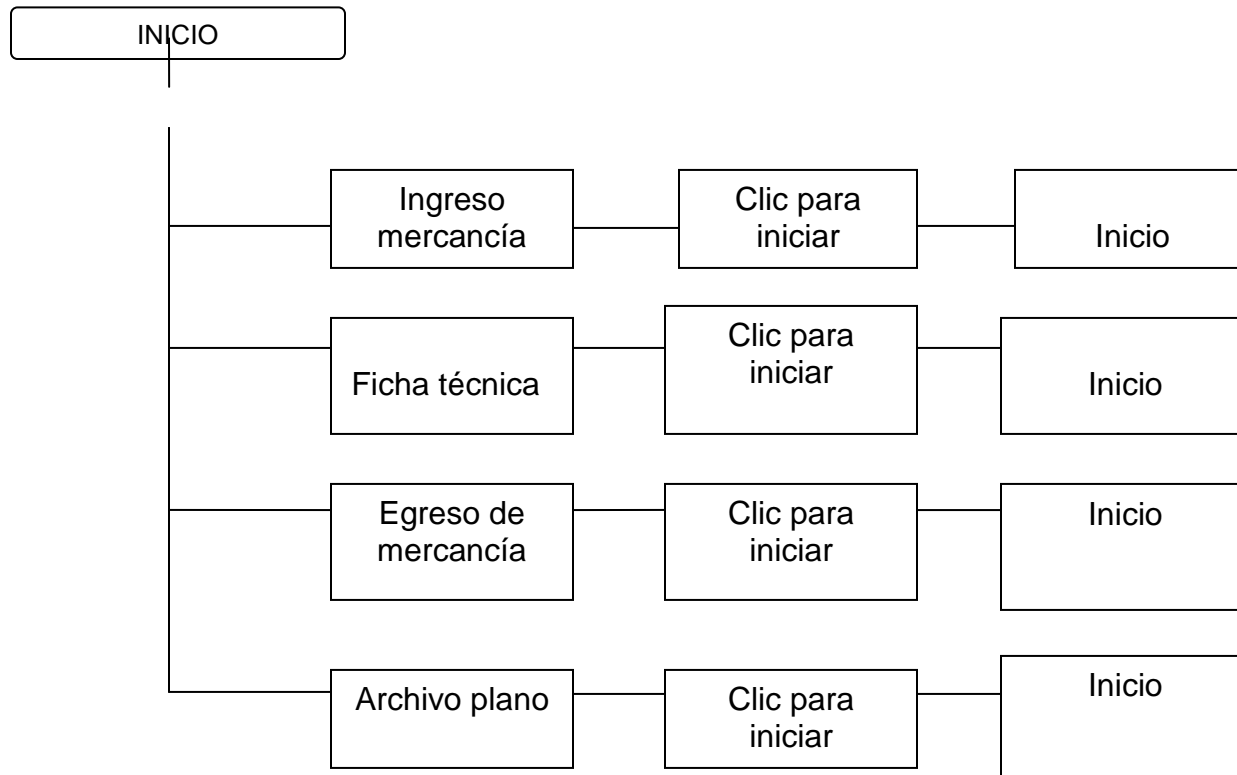 INICIO
Ingreso
mercancía
Clic para
iniciar
Inicio
Ficha técnica
Clic para
iniciar
Inicio
Egreso de
mercancía
Clic para
iniciar
Inicio
Archivo plano
Clic para
iniciar
Inicio